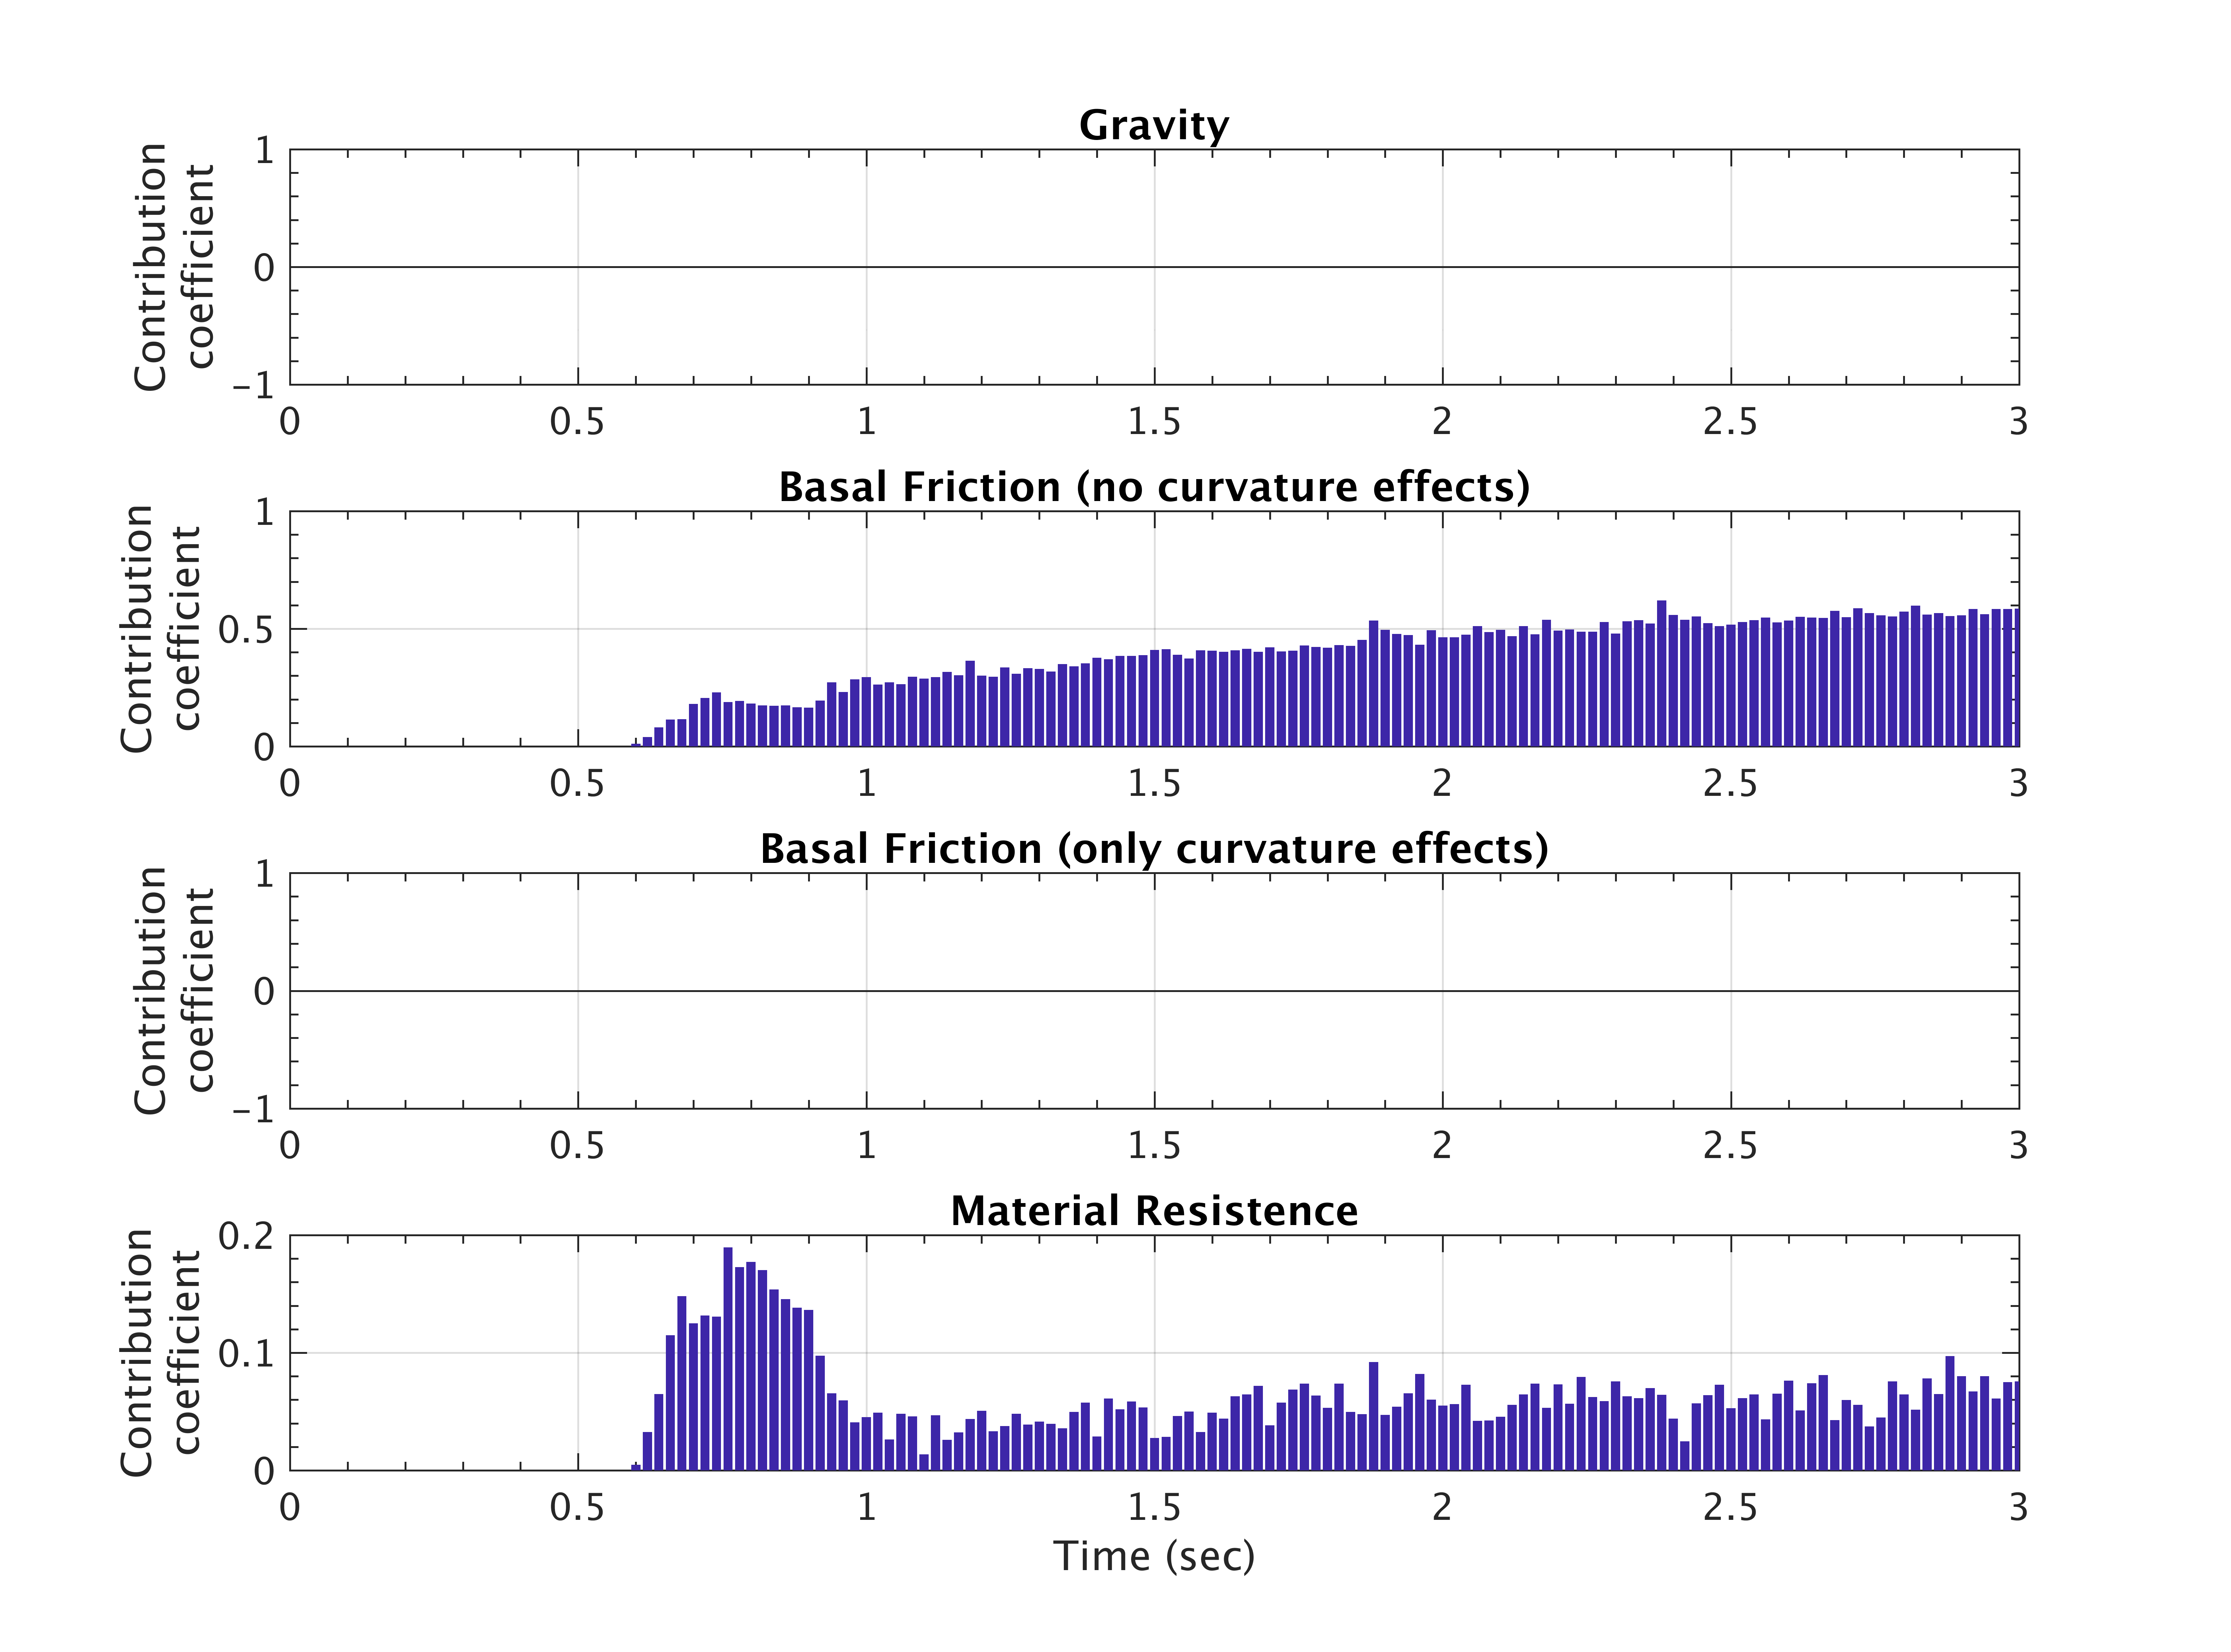 Gravity
Contribution
coefficient
1
0
−1
0 0.5 1 1.5 2 2.5 3
Basal Friction (no curvature effects)
Contribution
coefficient
1
0.5
0
0 0.5 1 1.5 2 2.5 3
Basal Friction (only curvature effects)
Contribution
coefficient
1
0
−1
0 0.5 1 1.5 2 2.5 3
Material Resistence
Contribution
coefficient
0.2
0.1
0
0 0.5 1 1.5 2 2.5 3
Time (sec)